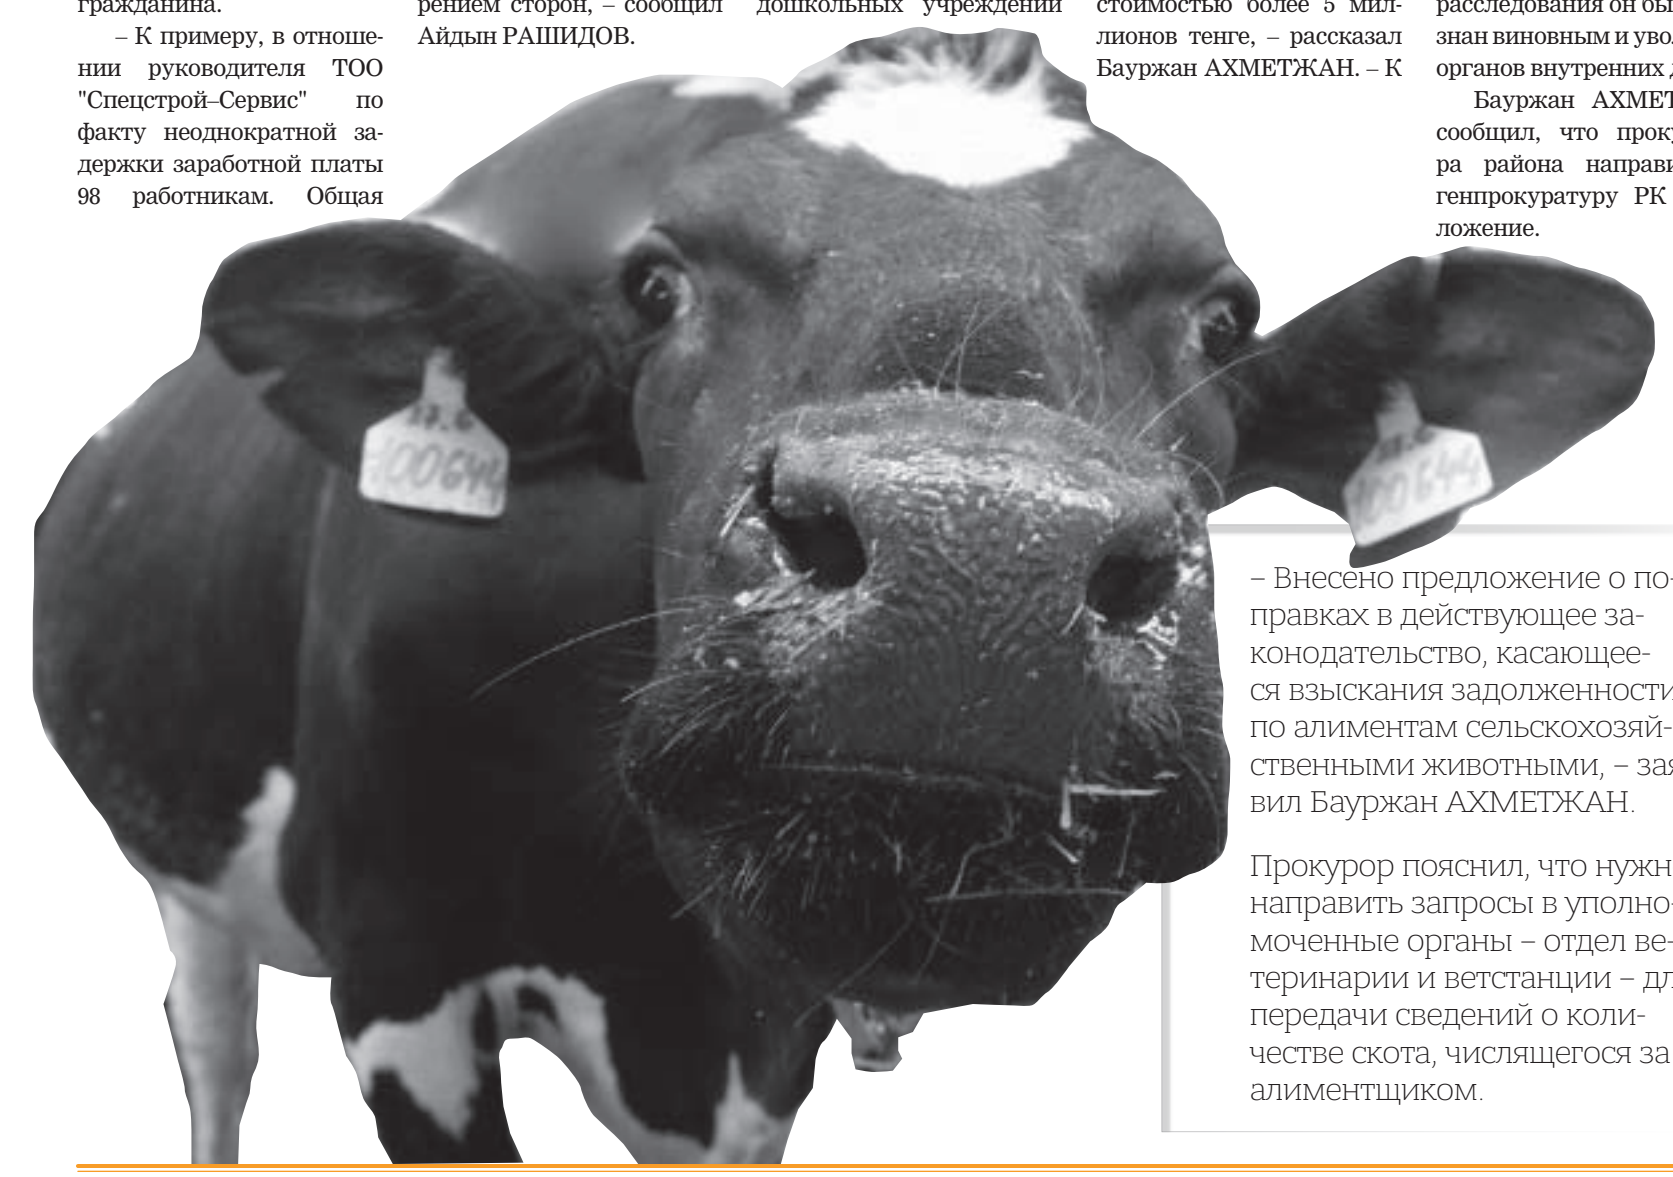 гражданина.
– К примеру, в отноше-
нии руководителя ТОО
"Спецстрой–Сервис" по
факту неоднократной за-
держки заработной платы
98 работникам. Общая
рением сторон, – сообщил
Айдын РАШИДОВ.
дошкольных учреждений
стоимостью более 5 мил-
лионов тенге, – рассказал
Бауржан АХМЕТЖАН. – К
расследования он бы
знан виновным и уво
органов внутренних
Бауржан АХМЕТ
сообщил, что проку
ра района направи
генпрокуратуру РК
ложение.
00644
00644
– Внесено предложение о по-
правках в действующее за-
конодательство, касающее-
ся взыскания задолженности
по алиментам сельскохозяй-
ственными животными, – зая
вил Бауржан АХМЕТЖАН.
Прокурор пояснил, что нужн
направить запросы в уполно-
моченные органы – отдел ве-
теринарии и ветстанции – дл
передачи сведений о коли-
честве скота, числящегося за
алиментщиком.